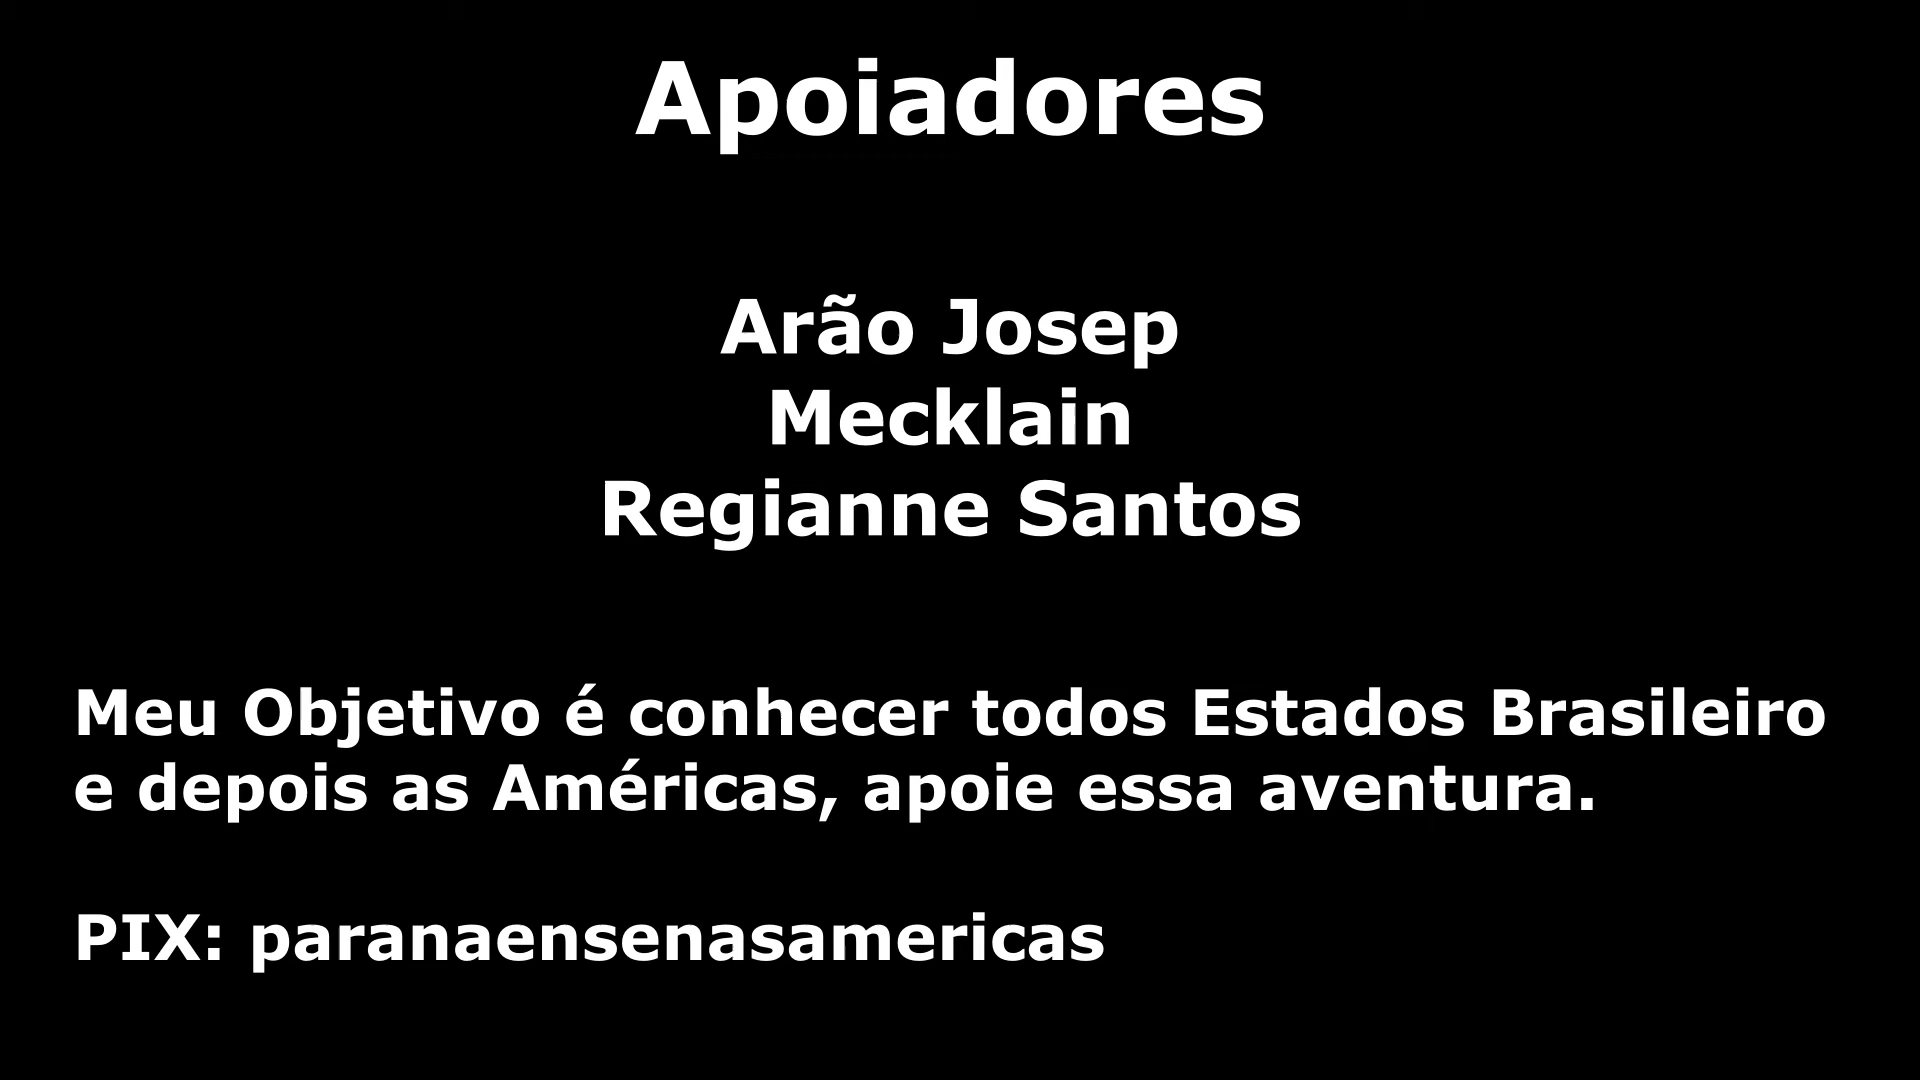 Apoiadores
Arão Josep
Mecklain
Regianne Santos
Meu Objetivo é conhecer todos Estados Brasileiro
e depois as Américas, apoie essa aventura.
PIX: paranaensenasamericas